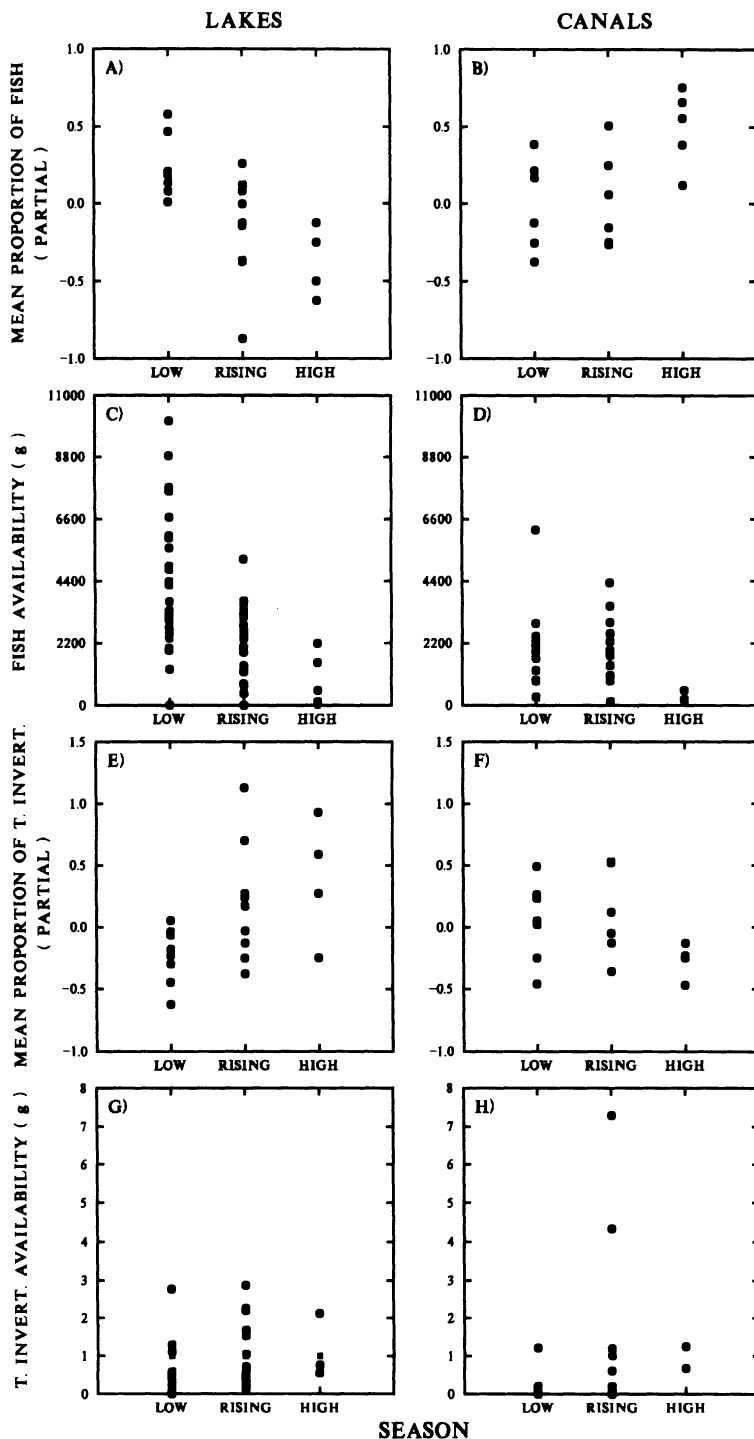 LAKES CANALS
MEAN PROPORTION OF FISH
( PARTIAL )
A)
1.0
0.5
0.0
−0.5
−1.0
LOW RISING HIGH
B)
1.0
0.5
0.0
−0.5
−1.0
LOW RISING HIGH
FISH AVAILABILITY ( g )
C)
11000
8800
6600
4400
2200
0
LOW RISING HIGH
D)
11000
8800
6600
4400
2200
0
LOW RISING HIGH
MEAN PROPORTION OF T. INVERT.
( PARTIAL )
E)
1.5
1.0
0.5
0.0
−0.5
−1.0
LOW RISING HIGH
F)
1.5
1.0
0.5
0.0
−0.5
−1.0
LOW RISING HIGH
T. INVERT. AVAILABILITY ( g )
G)
8
7
6
5
4
3
2
1
0
LOW RISING HIGH
H)
8
7
6
5
4
3
2
1
0
LOW RISING HIGH
SEASON